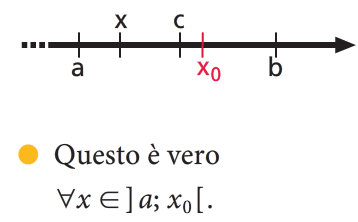 x c
a x₀ b
Questo è vero
∀x ∈ ]a; x₀[.